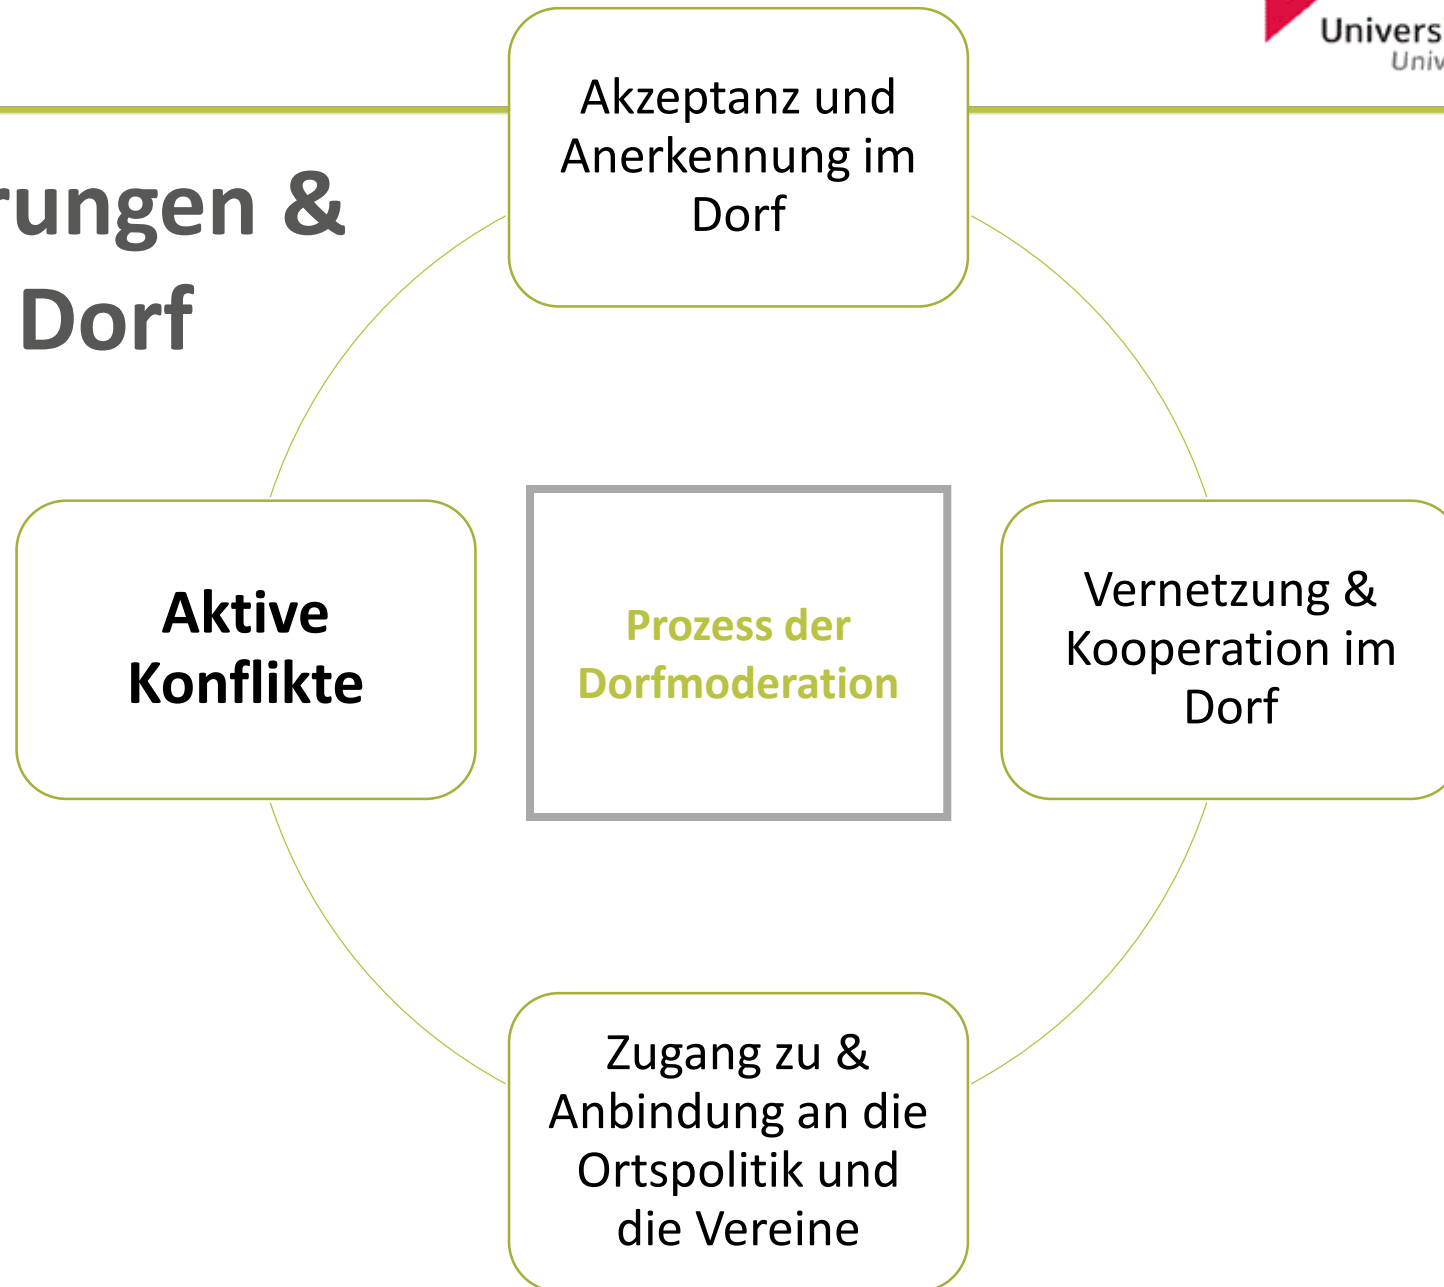 Univers
Univ
rungen &
Dorf
Akzeptanz und
Anerkennung im
Dorf
Aktive
Konflikte
Prozess der
Dorfmoderation
Vernetzung &
Kooperation im
Dorf
Zugang zu &
Anbindung an die
Ortspolitik und
die Vereine